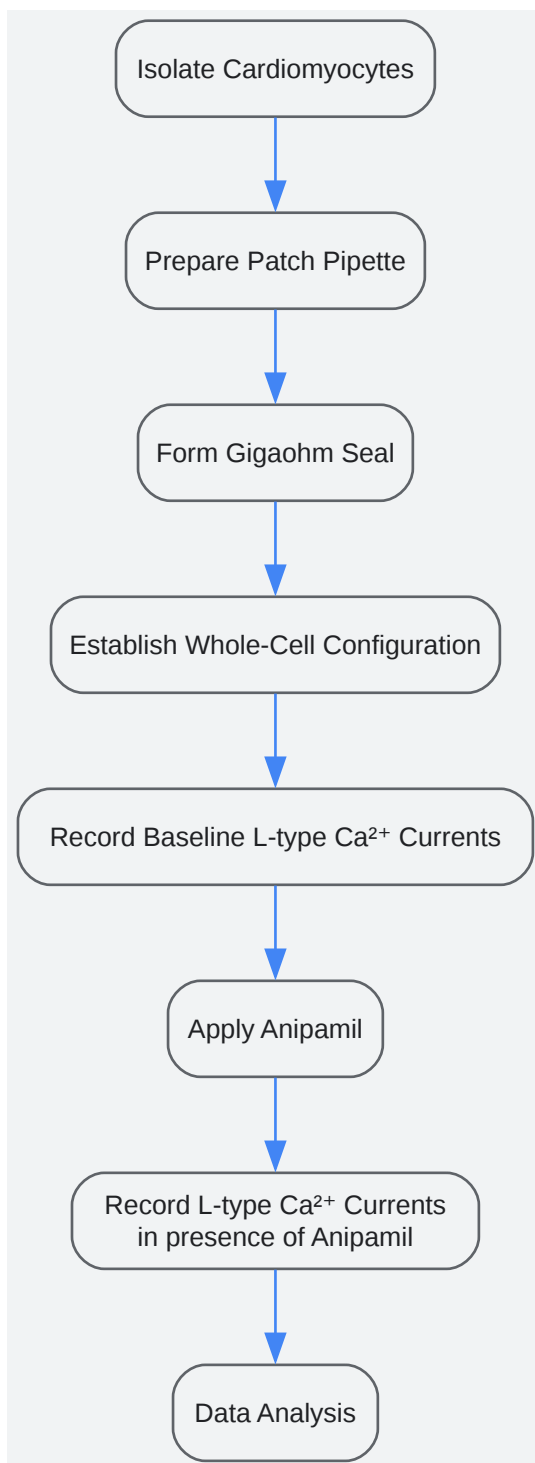 Isolate Cardiomyocytes
Prepare Patch Pipette
Form Gigaohm Seal
Establish Whole-Cell Configuration
Record Baseline L-type Ca²⁺ Currents
Apply Anipamil
Record L-type Ca²⁺ Currents
in presence of Anipamil
Data Analysis